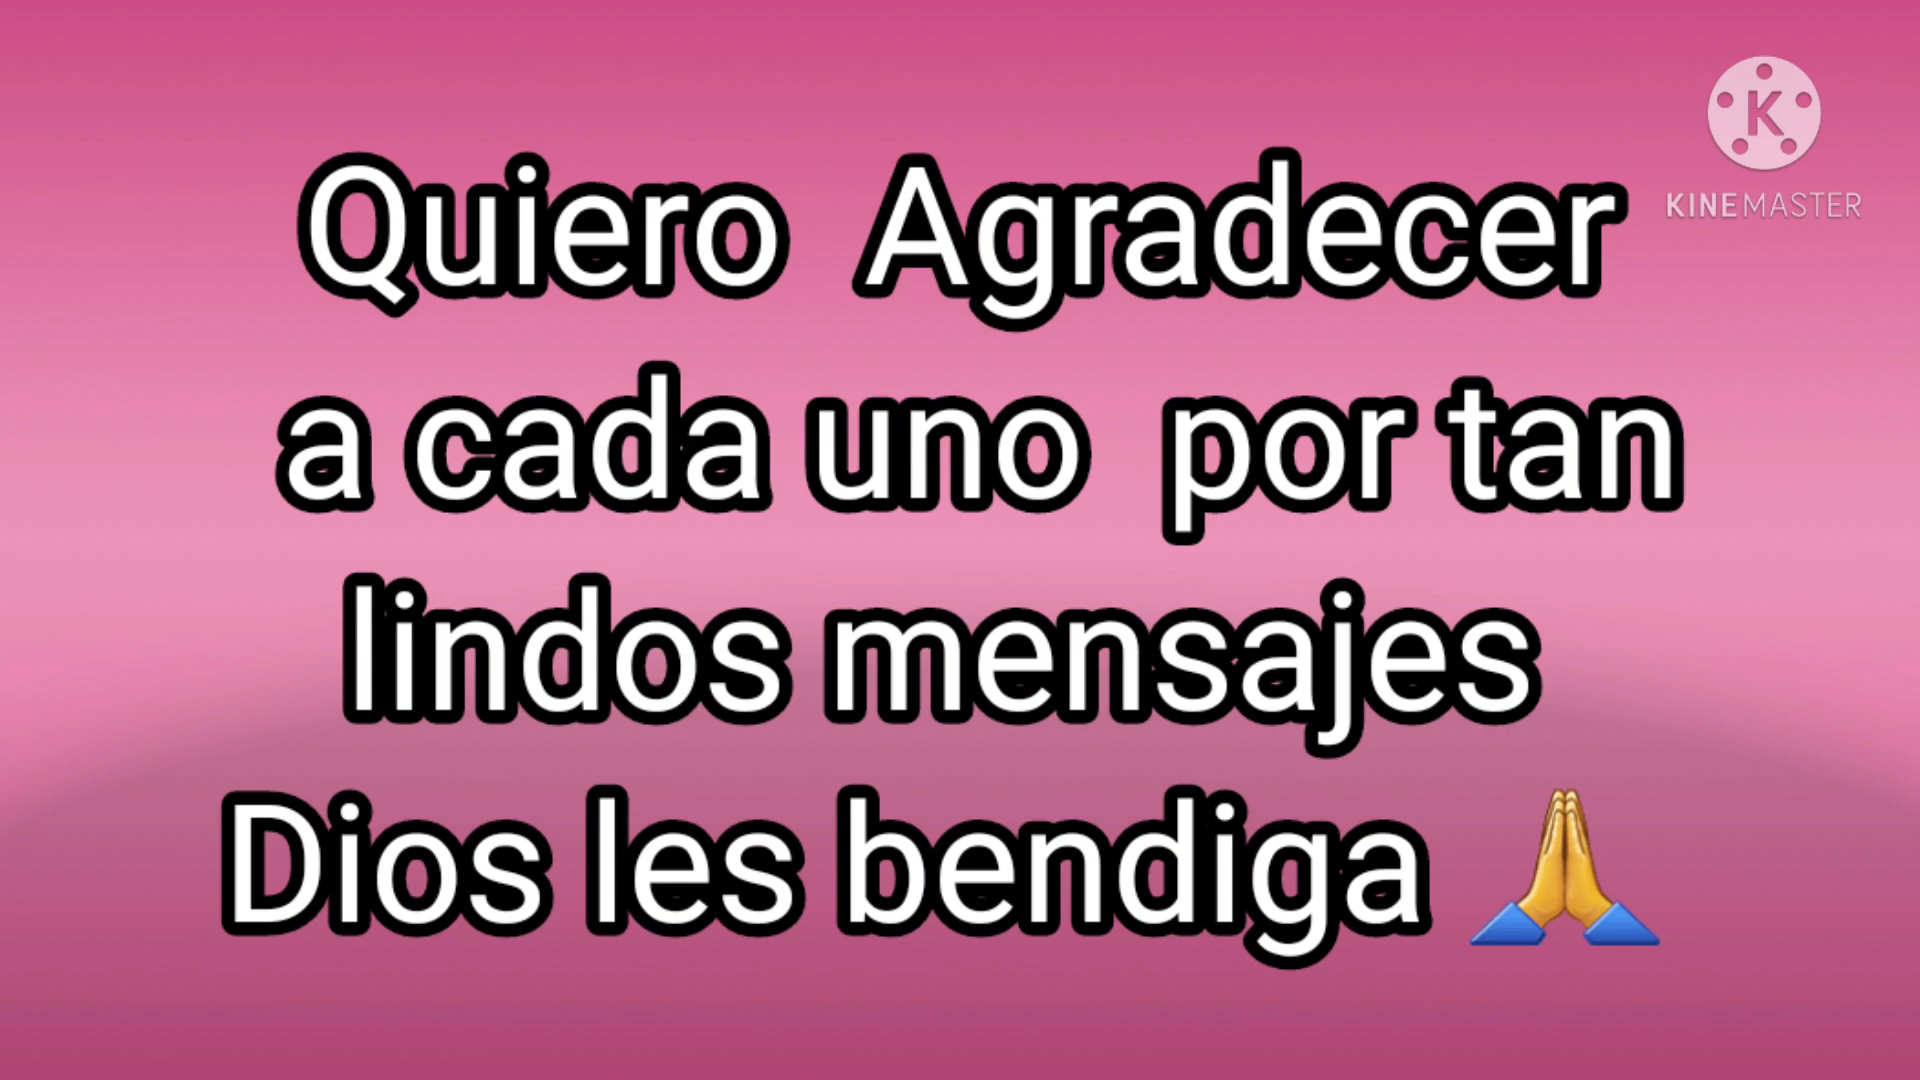 K
KINEMASTER
Quiero  Agradecer
a cada uno  por tan
lindos mensajes
Dios les bendiga 🙏